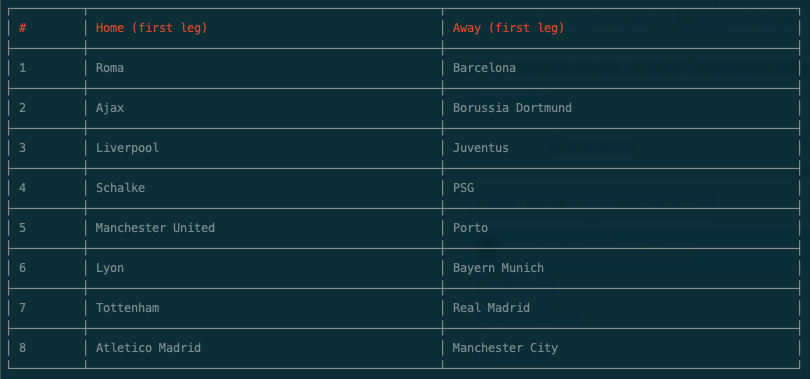 # Home (first leg) Away (first leg)
1 Roma Barcelona
2 Ajax Borussia Dortmund
3 Liverpool Juventus
4 Schalke PSG
5 Manchester United Porto
6 Lyon Bayern Munich
7 Tottenham Real Madrid
8 Atletico Madrid Manchester City